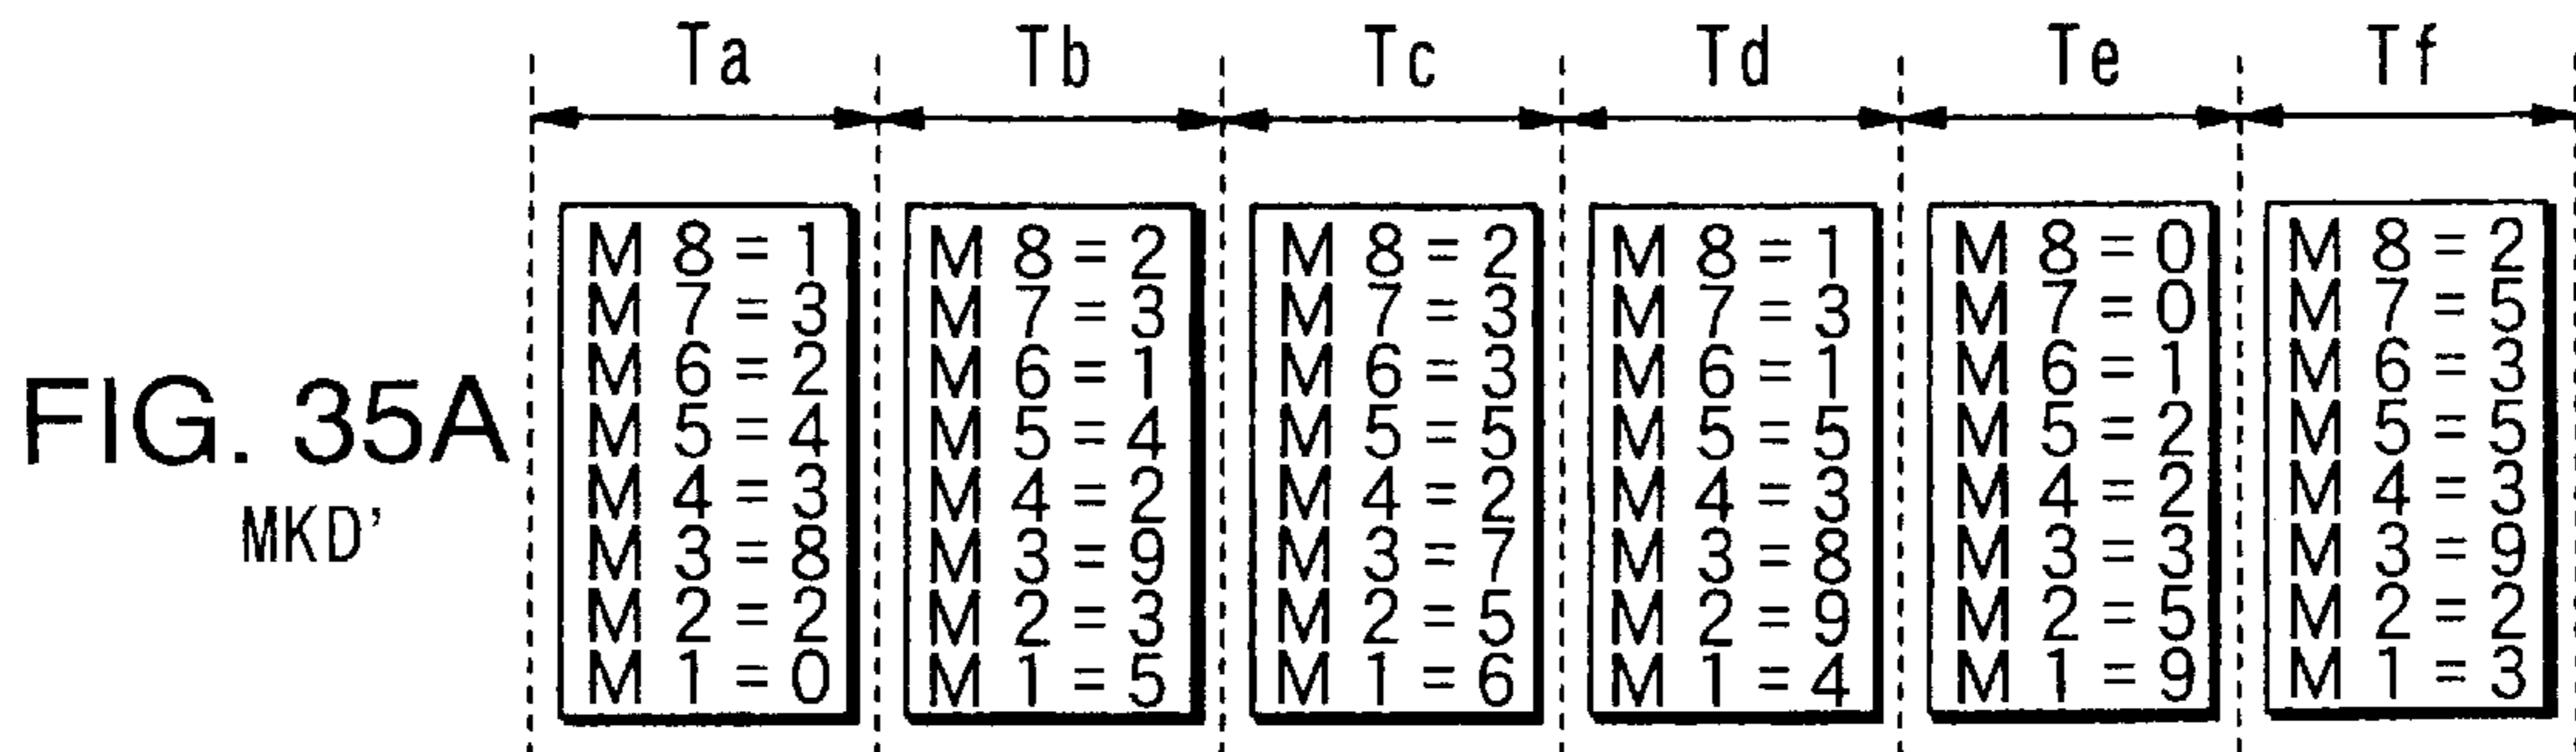 Ta Tb Tc Td Te Tf
M 8 = 1 M 8 = 2 M 8 = 2 M 8 = 1 M 8 = 0 M 8 = 2
M 7 = 3 M 7 = 3 M 7 = 3 M 7 = 3 M 7 = 0 M 7 = 5
M 6 = 2 M 6 = 1 M 6 = 3 M 6 = 1 M 6 = 1 M 6 = 3
FIG. 35A M 5 = 4 M 5 = 4 M 5 = 5 M 5 = 5 M 5 = 2 M 5 = 5
M 4 = 3 M 4 = 2 M 4 = 2 M 4 = 3 M 4 = 2 M 4 = 3
MKD' M 3 = 8 M 3 = 9 M 3 = 7 M 3 = 8 M 3 = 3 M 3 = 9
M 2 = 2 M 2 = 3 M 2 = 5 M 2 = 9 M 2 = 5 M 2 = 2
M 1 = 0 M 1 = 5 M 1 = 6 M 1 = 4 M 1 = 9 M 1 = 3